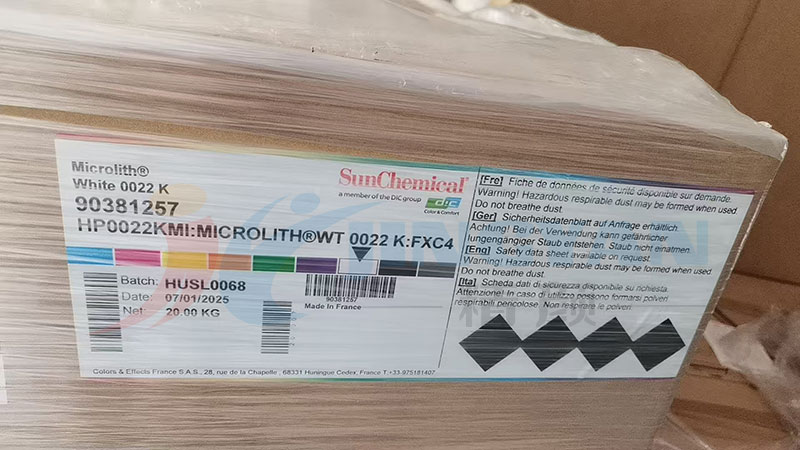 Microlith®
White 0022 K
90381257
HP0022KMI:MICROLITH®WT 0022 K:FXC4
SunChemical®
a member of the DIC group
DIC
Color & Comfort
Batch: HUSL0068
Date: 07/01/2025
Net: 20.00 KG
90381257
Made in France
[Fre] Fiche de données de sécurité disponible sur demande.
Warning! Hazardous respirable dust may be formed when used
Do not breathe dust.
[Ger] Sicherheitsdatenblatt auf Anfrage erhältlich.
Achtung! Bei der Verwendung kann gefährlicher
lungengängiger Staub entstehen. Staub nicht einatmen.
[Eng] Safety data sheet available on request.
Warning! Hazardous respirable dust may be formed when used
Do not breathe dust.
[Ita] Scheda dati di sicurezza disponibile su richiesta.
Attenzione! In caso di utilizzo possono formarsi polveri
respirabili pericolose. Non respirare le polveri.
Colors & Effects France S.A.S., 28, rue de la Chapelle, 68331 Huningue Cedex, France T.+33-975181407